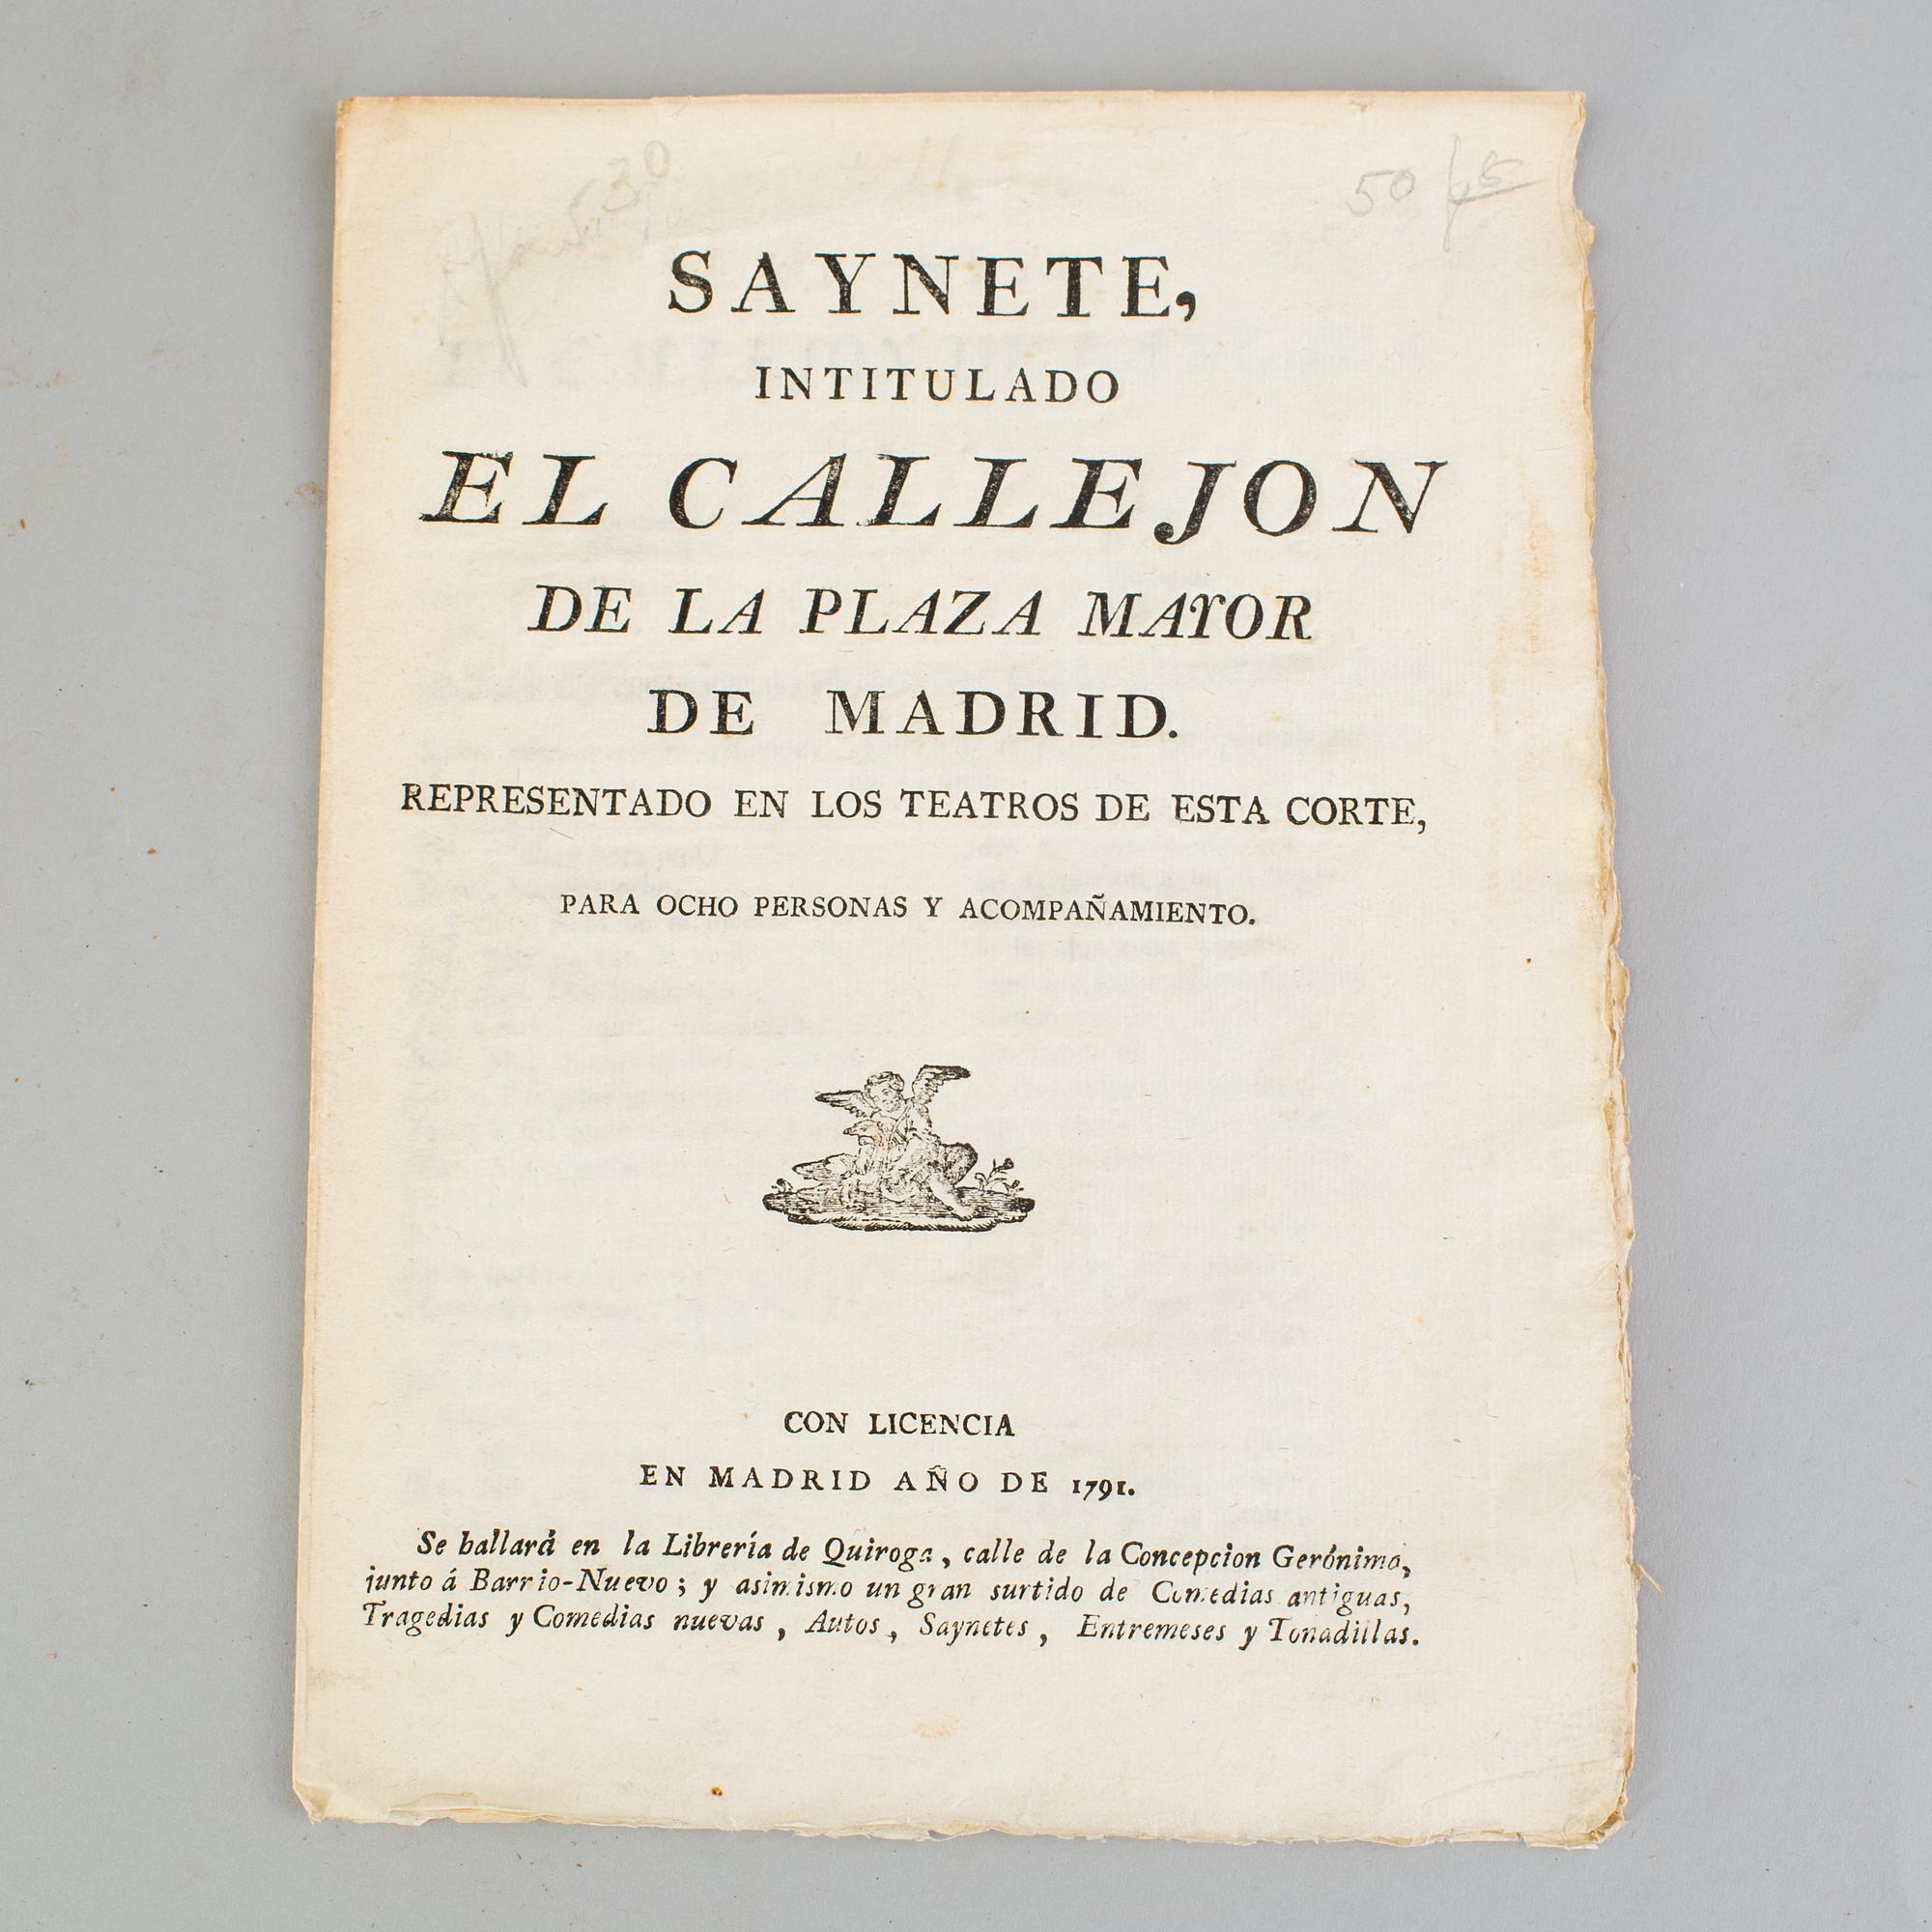 30
50
SAYNETE,
INTITULADO
EL CALLEJON
DE LA PLAZA MAYOR
DE MADRID.
REPRESENTADO EN LOS TEATROS DE ESTA CORTE,
PARA OCHO PERSONAS Y ACOMPAÑAMIENTO.
CON LICENCIA
EN MADRID AÑO DE 1791.
Se hallará en la Librería de Quiroga, calle de la Concepcion Gerónima,
junto á Barrio-Nuevo; y asimismo un gran surtido de Comedias antiguas,
Tragedias y Comedias nuevas, Autos, Saynetes, Entremeses y Tonadillas.